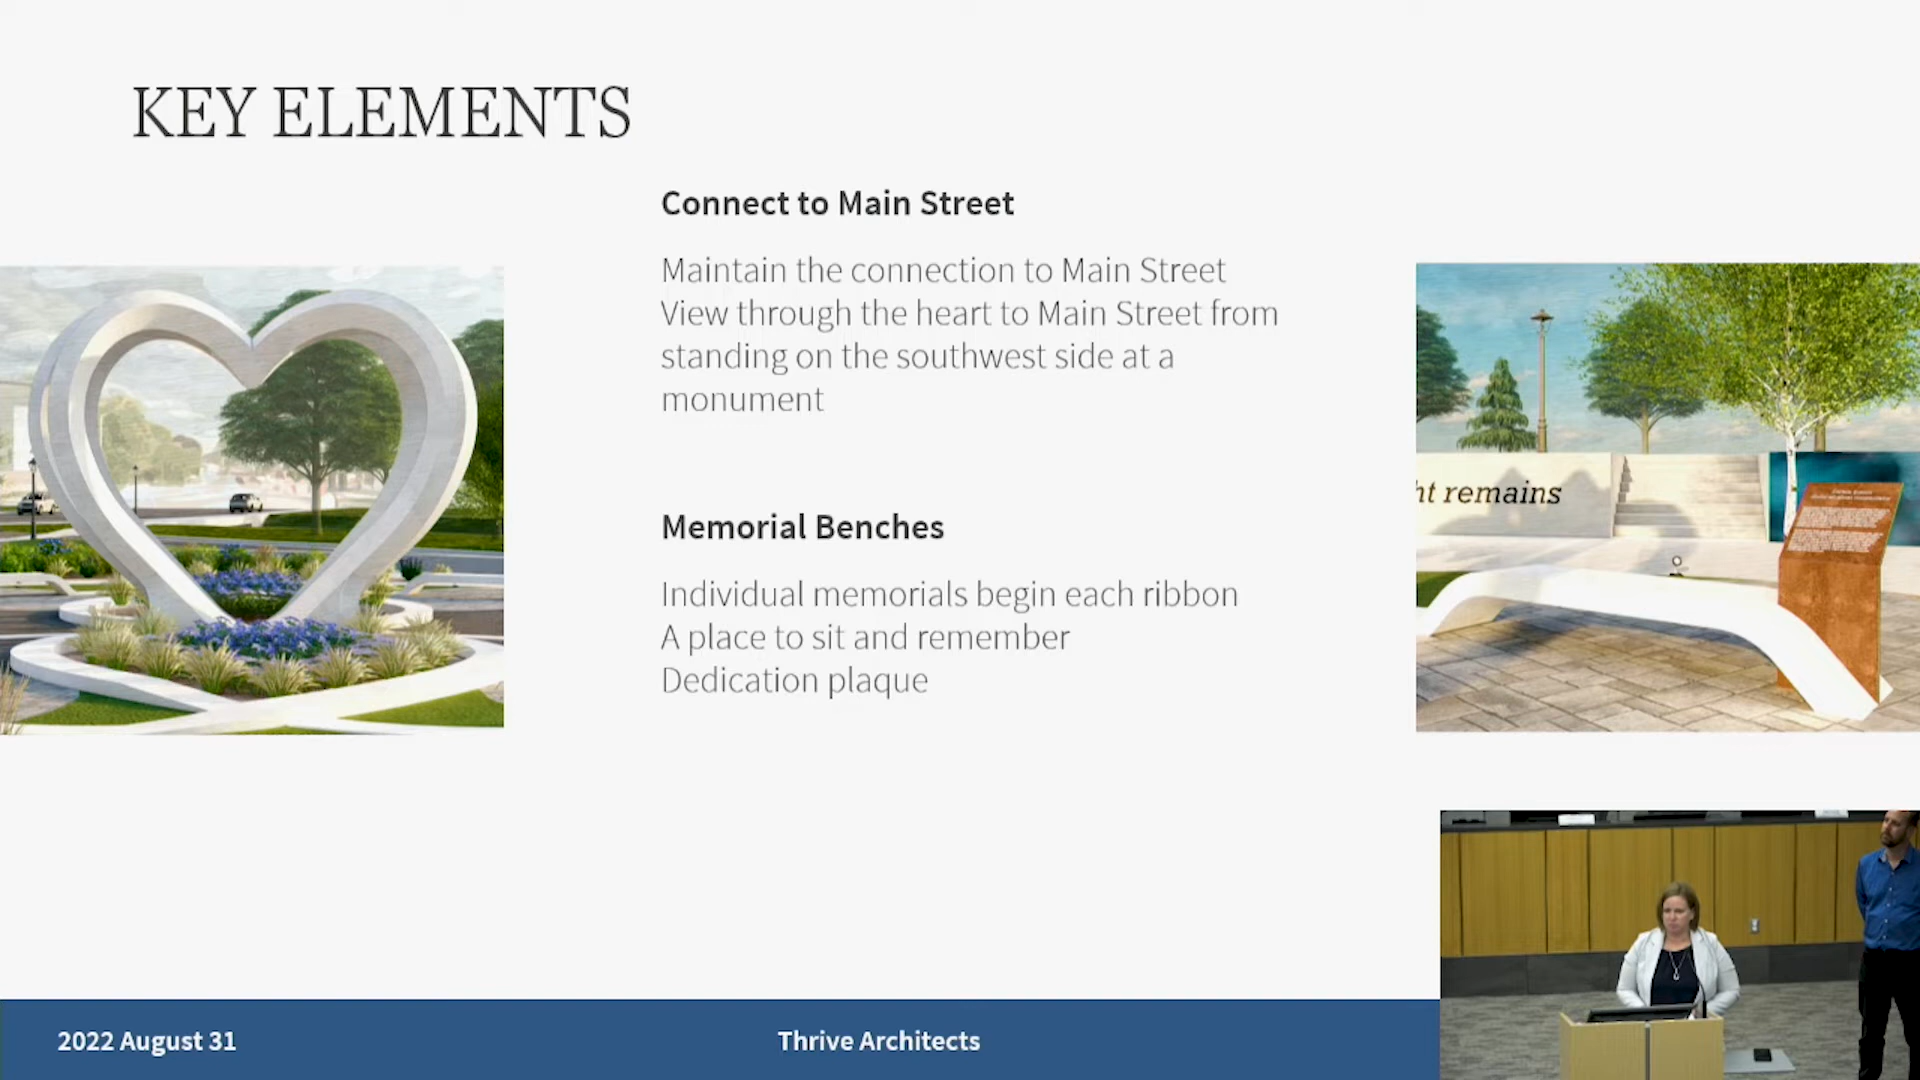 KEY ELEMENTS
Connect to Main Street
Maintain the connection to Main Street
View through the heart to Main Street from
standing on the southwest side at a
monument
Memorial Benches
Individual memorials begin each ribbon
A place to sit and remember
Dedication plaque
ht remains
2022 August 31
Thrive Architects